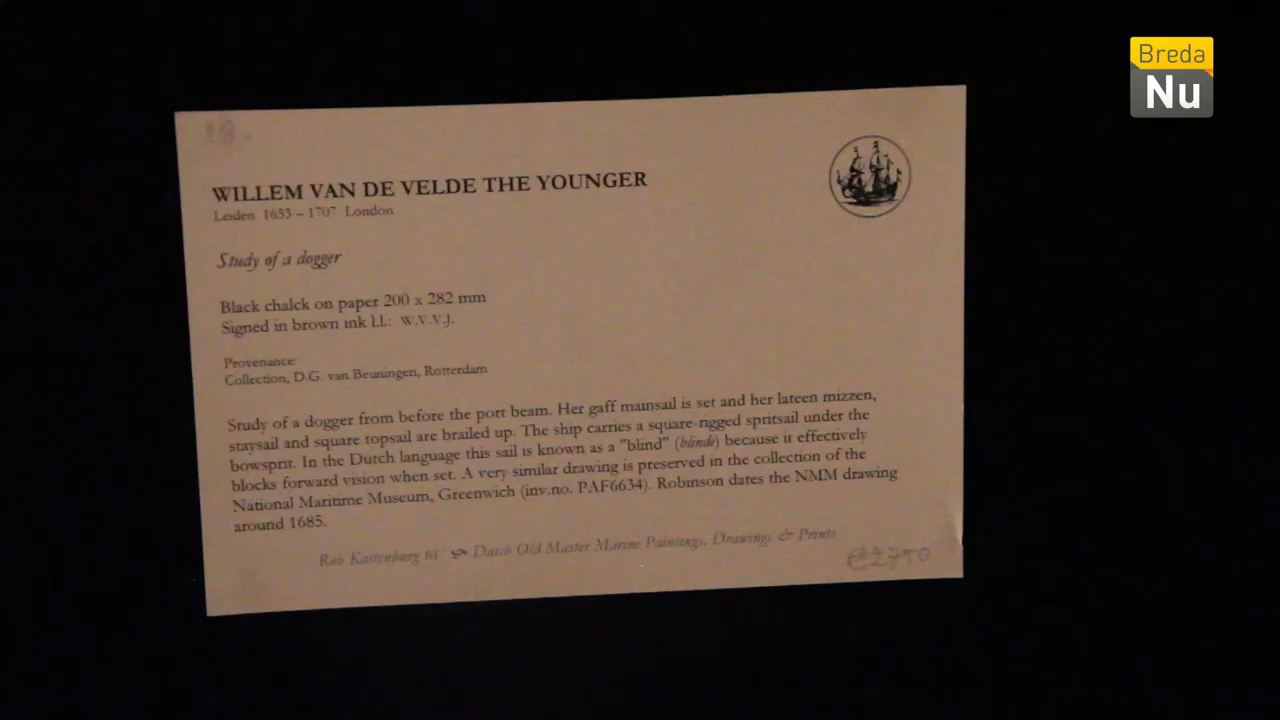 Breda
Nu
18.
WILLEM VAN DE VELDE THE YOUNGER
Leiden 1633 – 1707 London
Study of a dogger
Black chalck on paper 200 x 282 mm
Signed in brown ink l.l.: W.V.V.J.
Provenance:
Collection, D.G. van Beuningen, Rotterdam
Study of a dogger from before the port beam. Her gaff mainsail is set and her lateen mizzen,
staysail and square topsail are brailed up. The ship carries a square-rigged spritsail under the
bowsprit. In the Dutch language this sail is known as a "blind" (blinde) because it effectively
blocks forward vision when set. A very similar drawing is preserved in the collection of the
National Maritime Museum, Greenwich (inv.no. PAF6634). Robinson dates the NMM drawing
around 1685.
Rob Kattenburg BV Dutch Old Master Marine Paintings, Drawings & Prints
€2750